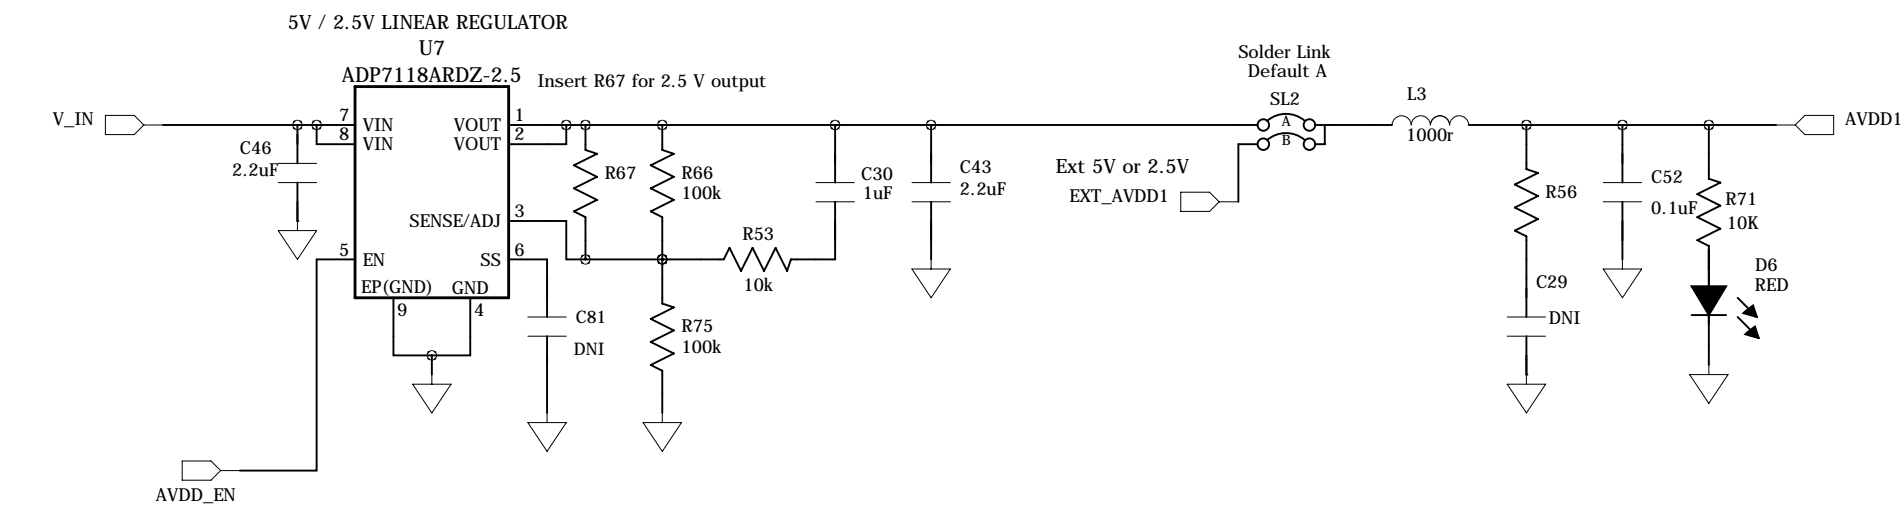 5V / 2.5V LINEAR REGULATOR
U7
ADP7118ARDZ-2.5
Insert R67 for 2.5 V output
Solder Link
Default A
SL2
A
B
L3
1000r
V_IN
AVDD1
7
VIN
8
VIN
VOUT
1
VOUT
2
C46
2.2uF
R67
R66
100k
C30
1uF
C43
2.2uF
Ext 5V or 2.5V
EXT_AVDD1
R56
C52
0.1uF
R71
10K
SENSE/ADJ
3
5
EN
SS
6
R53
10k
EP(GND)
GND
9
4
C81
DNI
R75
100k
C29
DNI
D6
RED
AVDD_EN